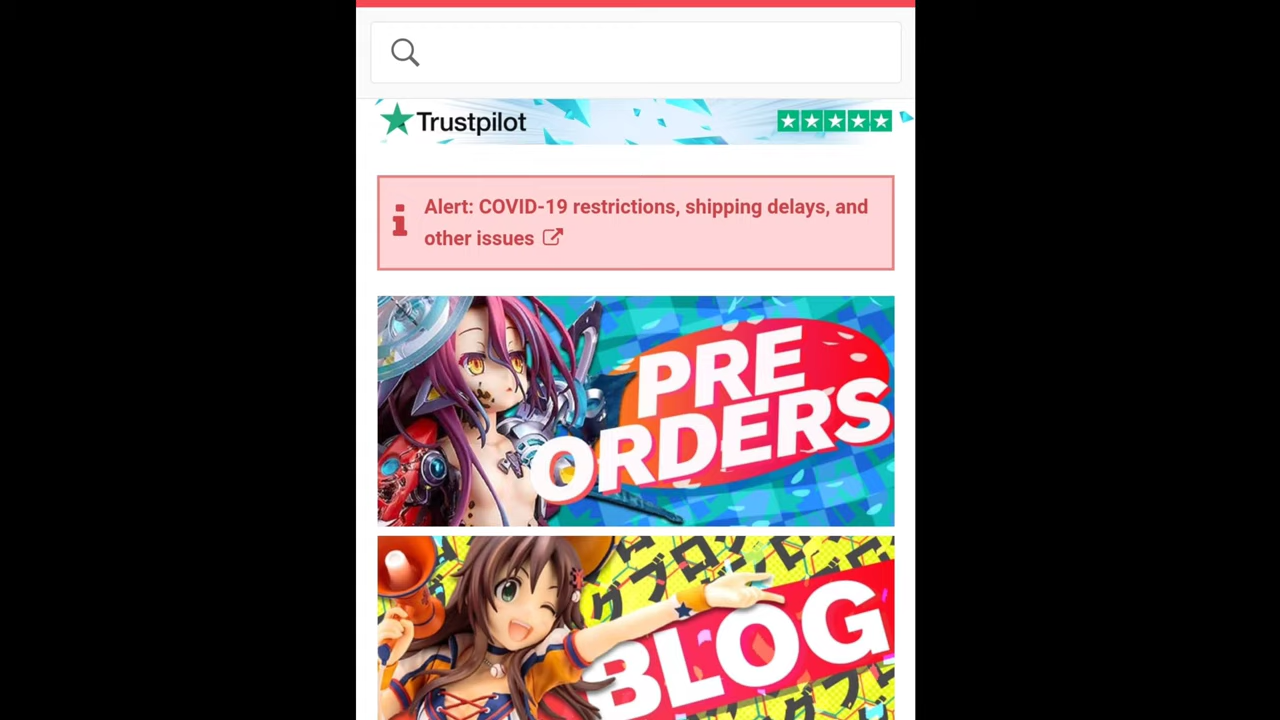 Trustpilot
Alert: COVID-19 restrictions, shipping delays, and
other issues
PRE
ORDERS
BLOG